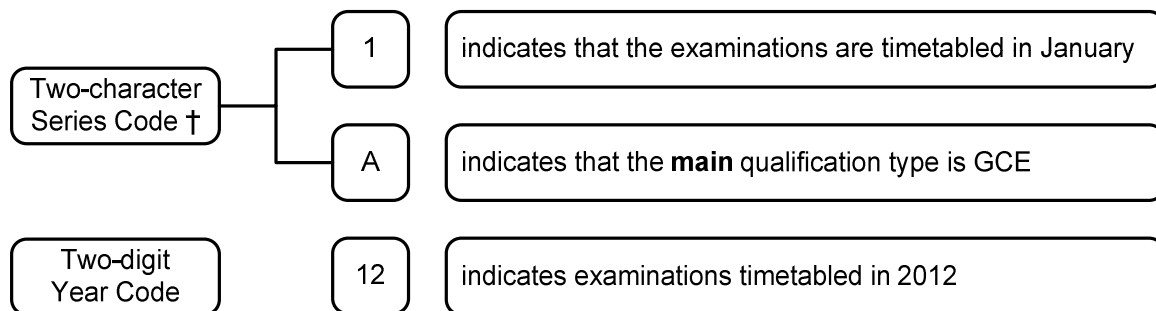 1 indicates that the examinations are timetabled in January
Two-character
Series Code †
A indicates that the main qualification type is GCE
Two-digit
Year Code
12 indicates examinations timetabled in 2012